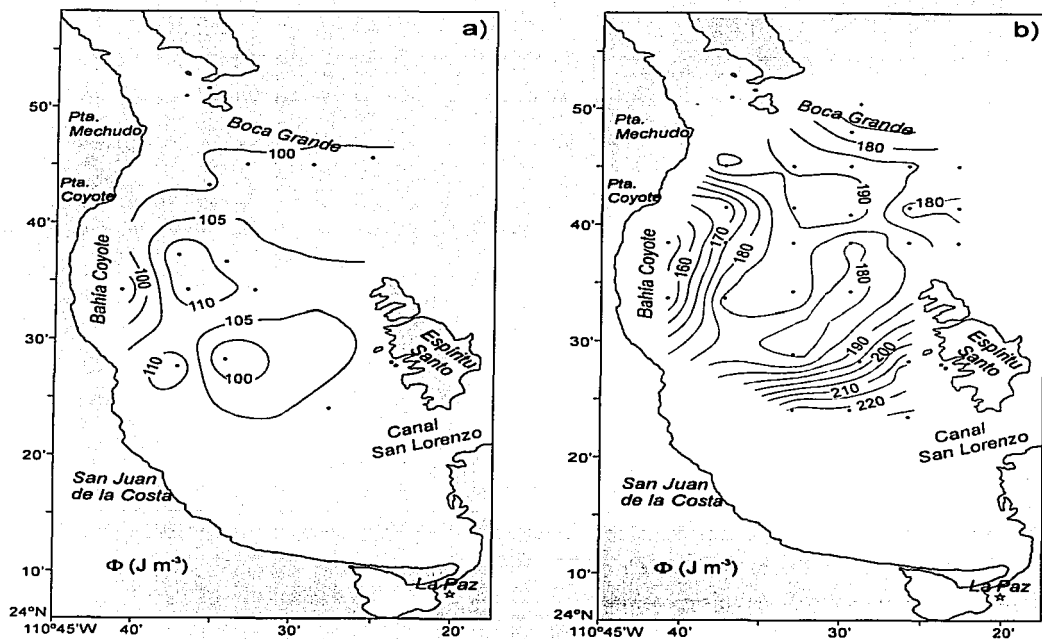 a)
50'
Pta.
Mechudo
Boca Grande
100
Pta.
Coyote
40'
105
Bahía Coyote
100
110
105
30'
110
100
Espíritu
Santo
20'
Canal
San Lorenzo
San Juan
de la Costa
Φ (J m⁻³)
10'
La Paz
24°N
110°45'W
40'
30'
20'
b)
50'
Pta.
Mechudo
Boca Grande
180
Pta.
Coyote
190
180
40'
170
180
Bahía Coyote
160
180
30'
190
200
Espíritu
Santo
210
220
20'
Canal
San Lorenzo
San Juan
de la Costa
Φ (J m⁻³)
10'
La Paz
24°N
110°45'W
40'
30'
20'